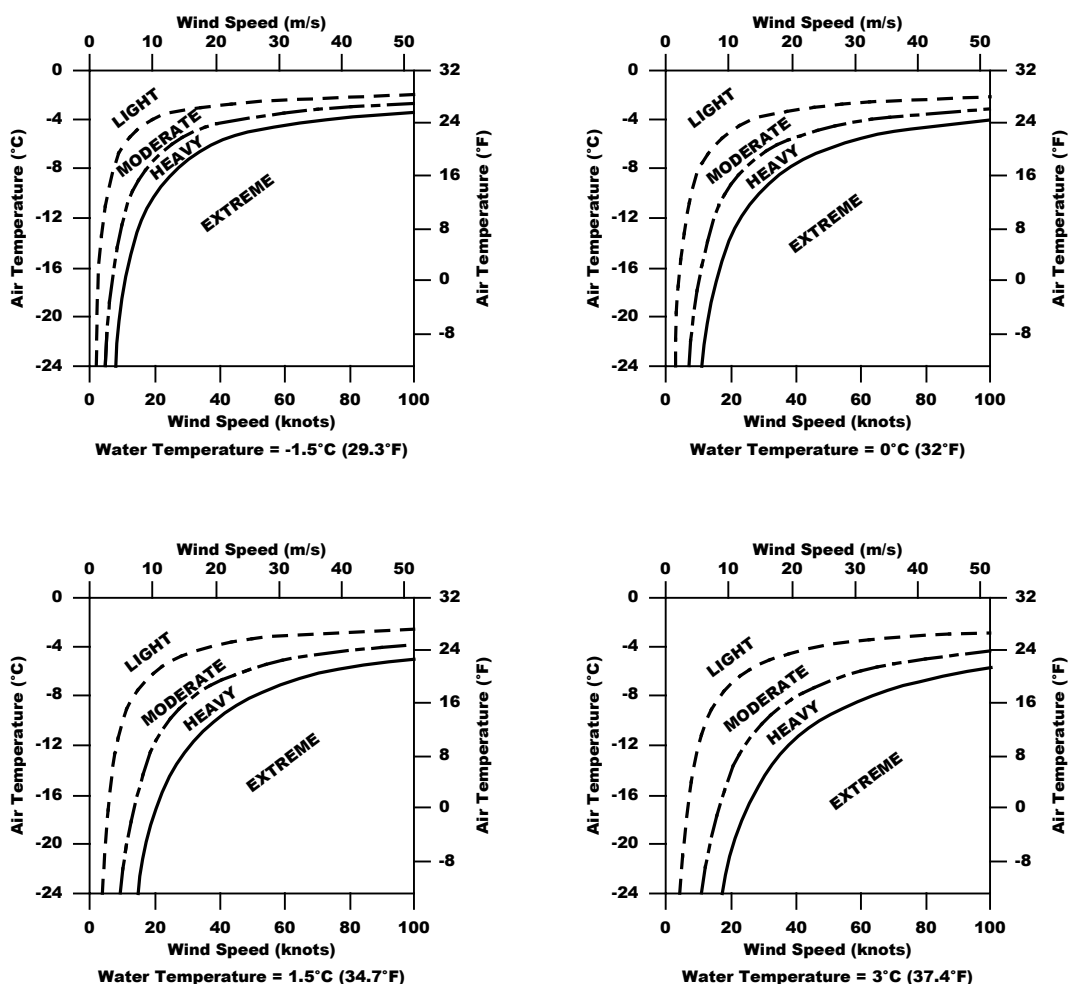 Wind Speed (m/s)
0 10 20 30 40 50
Air Temperature (°C)
0
-4
-8
-12
-16
-20
-24
LIGHT
MODERATE
HEAVY
EXTREME
32
24
16
8
0
-8
Air Temperature (°F)
0 20 40 60 80 100
Wind Speed (knots)
Water Temperature = -1.5°C (29.3°F)
Wind Speed (m/s)
0 10 20 30 40 50
Air Temperature (°C)
0
-4
-8
-12
-16
-20
-24
LIGHT
MODERATE
HEAVY
EXTREME
32
24
16
8
0
-8
Air Temperature (°F)
0 20 40 60 80 100
Wind Speed (knots)
Water Temperature = 0°C (32°F)
Wind Speed (m/s)
0 10 20 30 40 50
Air Temperature (°C)
0
-4
-8
-12
-16
-20
-24
LIGHT
MODERATE
HEAVY
EXTREME
32
24
16
8
0
-8
Air Temperature (°F)
0 20 40 60 80 100
Wind Speed (knots)
Water Temperature = 1.5°C (34.7°F)
Wind Speed (m/s)
0 10 20 30 40 50
Air Temperature (°C)
0
-4
-8
-12
-16
-20
-24
LIGHT
MODERATE
HEAVY
EXTREME
32
24
16
8
0
-8
Air Temperature (°F)
0 20 40 60 80 100
Wind Speed (knots)
Water Temperature = 3°C (37.4°F)